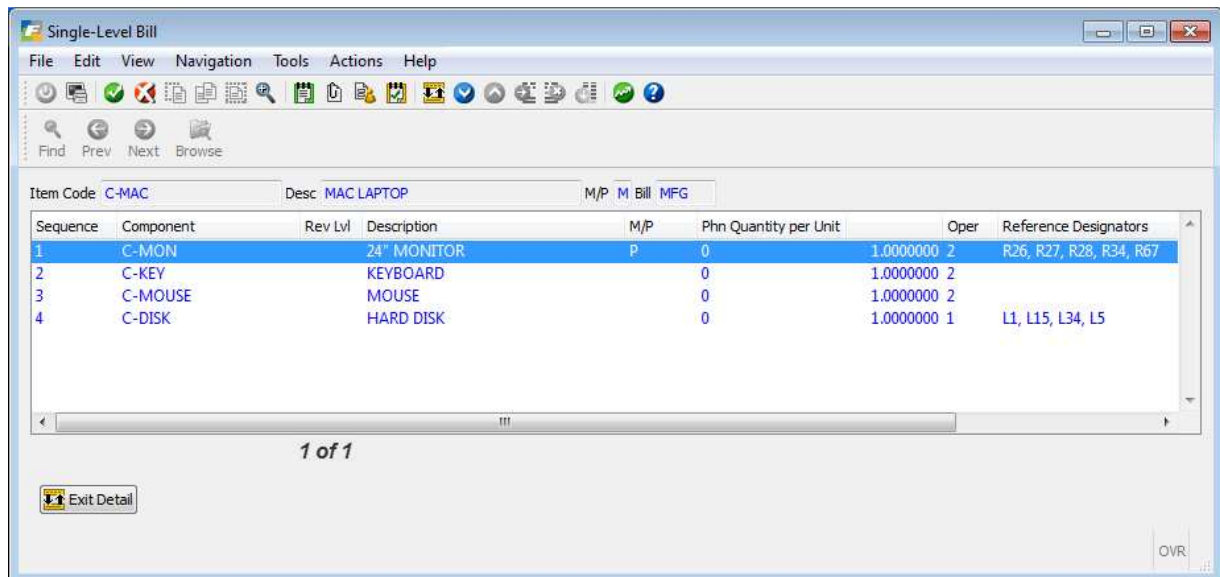 Single-Level Bill
File Edit View Navigation Tools Actions Help
Find Prev Next Browse
Item Code C-MAC Desc MAC LAPTOP M/P M Bill MFG
Sequence Component Rev Lvl Description M/P Phn Quantity per Unit Oper Reference Designators
1 C-MON 24" MONITOR P 0 1.0000000 2 R26, R27, R28, R34, R67
2 C-KEY KEYBOARD 0 1.0000000 2
3 C-MOUSE MOUSE 0 1.0000000 2
4 C-DISK HARD DISK 0 1.0000000 1 L1, L15, L34, L5
1 of 1
Exit Detail
OVR